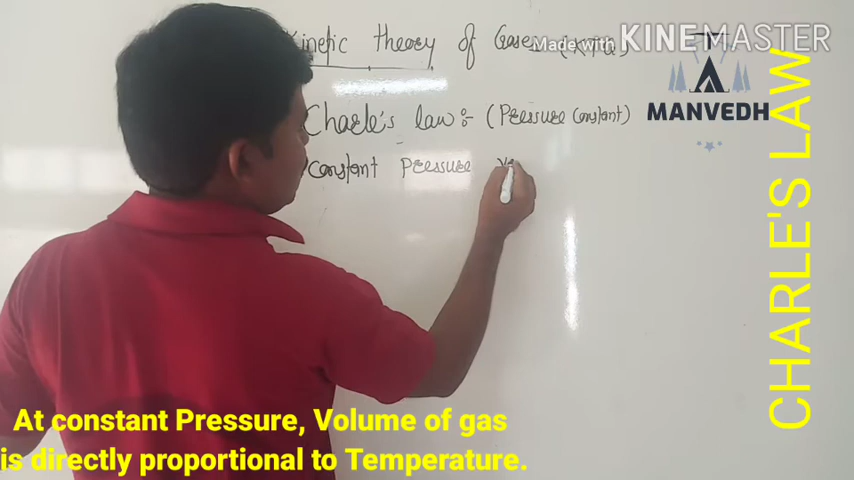 Kinetic theory of Gases (KTG)
Made with KINEMASTER
MANVEDH
Charle's law:- (Pressure Constant)
Constant Pressure
CHARLE'S LAW
At constant Pressure, Volume of gas
is directly proportional to Temperature.